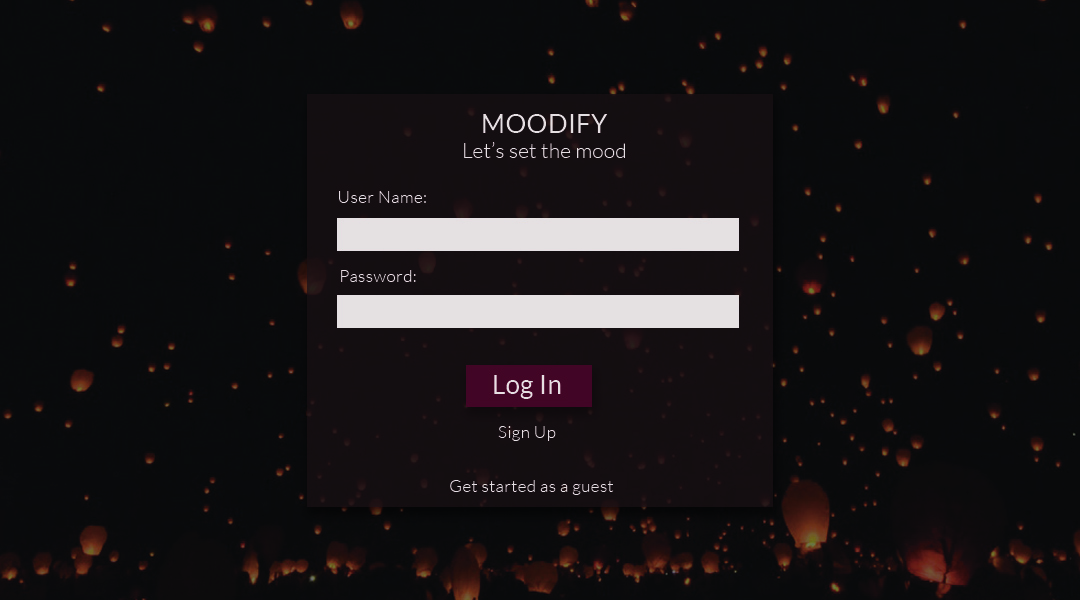 MOODIFY
Let’s set the mood
User Name:
Password:
Log In
Sign Up
Get started as a guest